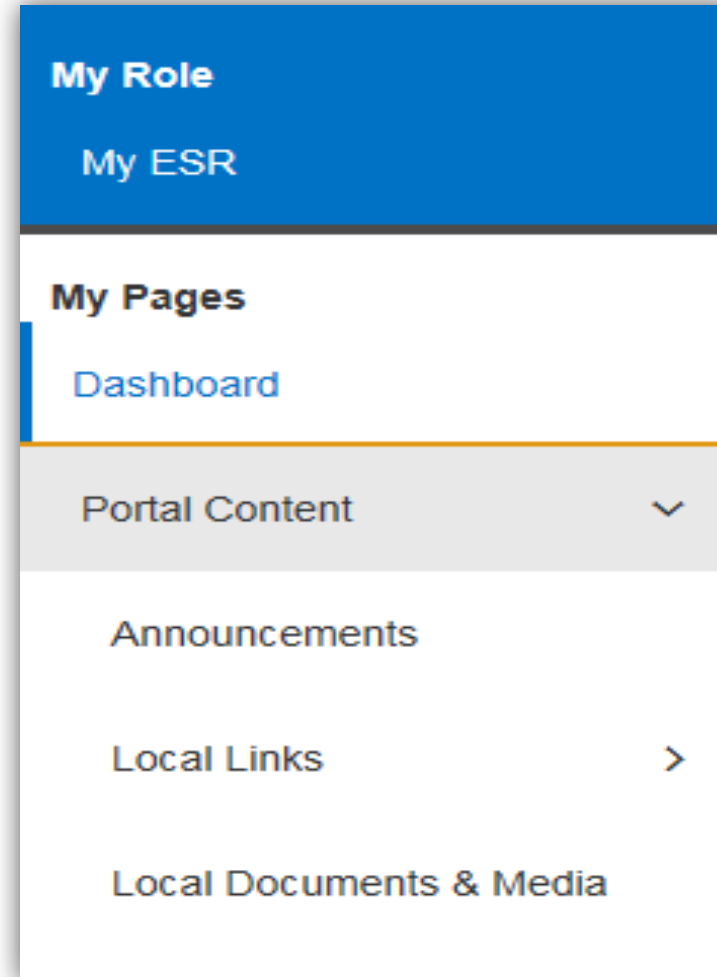 My Role
My ESR
My Pages
Dashboard
Portal Content
Announcements
Local Links
Local Documents & Media